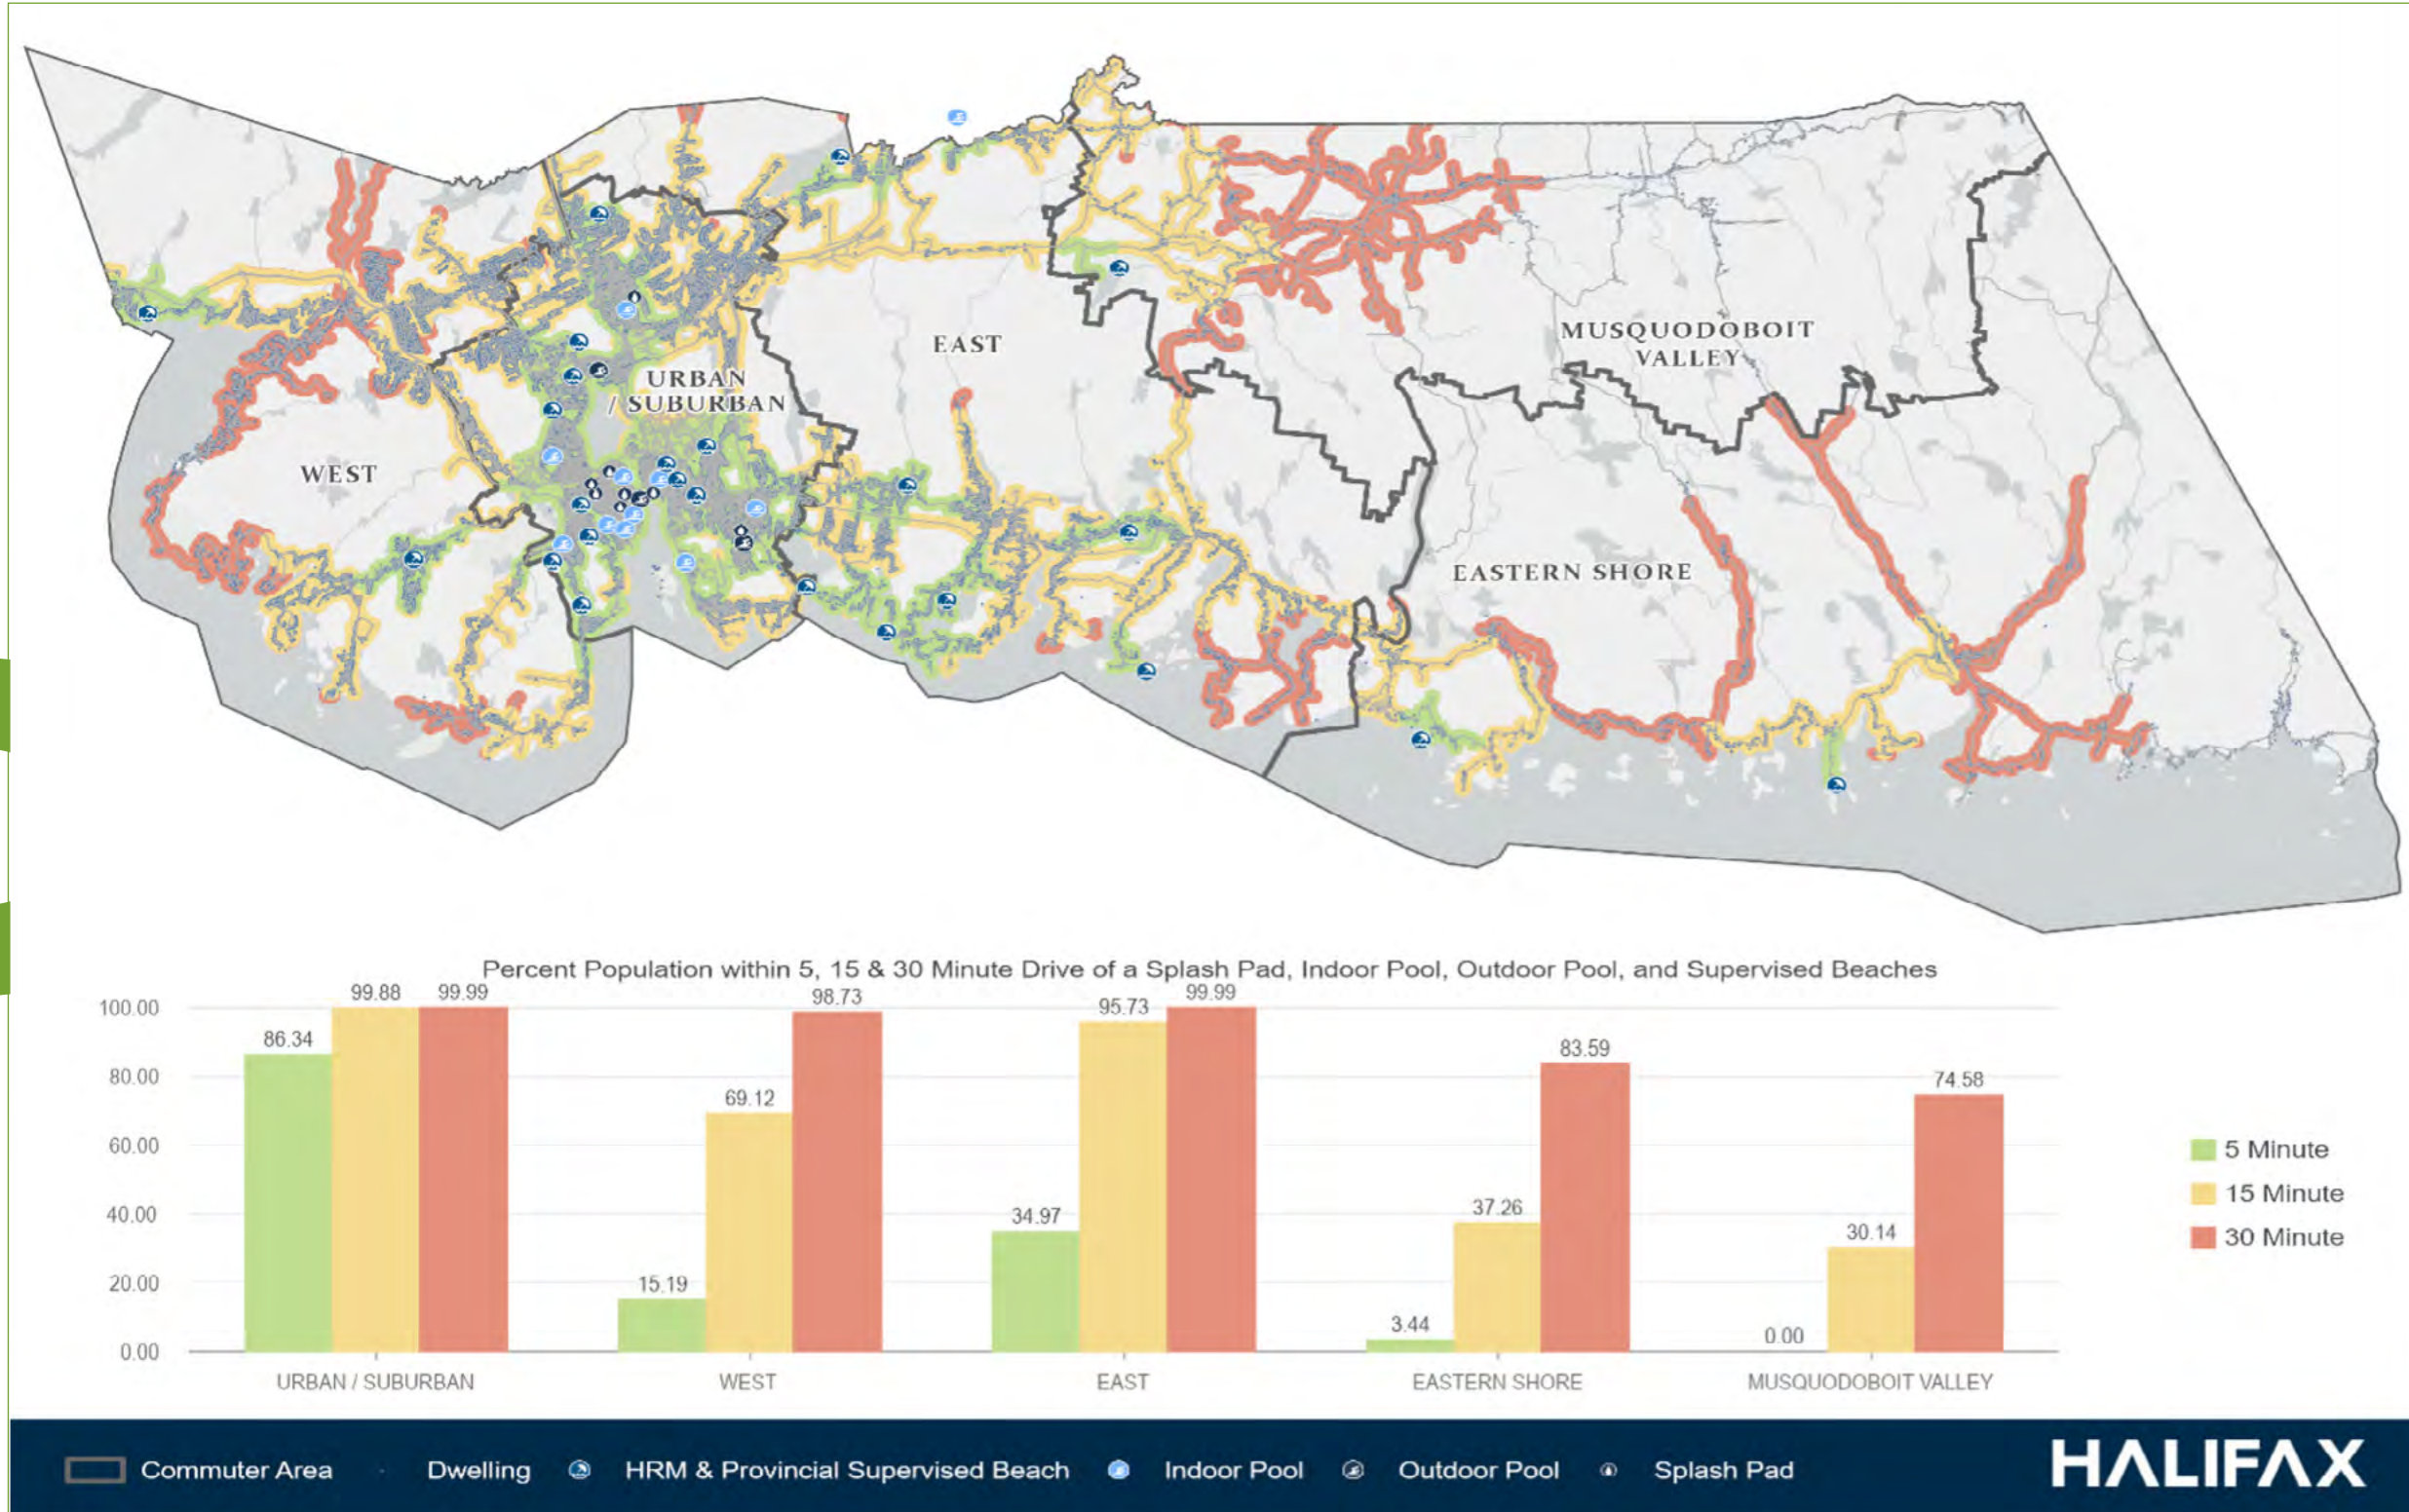 EAST
MUSQUODOBOIT
VALLEY
URBAN
/ SUBURBAN
WEST
EASTERN SHORE
Percent Population within 5, 15 & 30 Minute Drive of a Splash Pad, Indoor Pool, Outdoor Pool, and Supervised Beaches
100.00
80.00
60.00
40.00
20.00
0.00
86.34
99.88
99.99
15.19
69.12
98.73
34.97
95.73
99.99
3.44
37.26
83.59
0.00
30.14
74.58
URBAN / SUBURBAN
WEST
EAST
EASTERN SHORE
MUSQUODOBOIT VALLEY
5 Minute
15 Minute
30 Minute
Commuter Area
Dwelling
HRM & Provincial Supervised Beach
Indoor Pool
Outdoor Pool
Splash Pad
HALIFAX